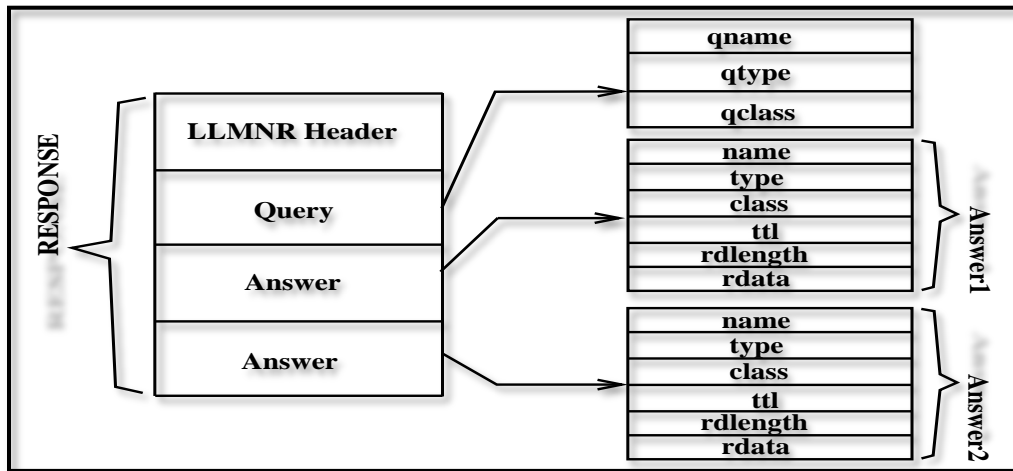 RESPONSE
LLMNR Header
Query
Answer
Answer
qname
qtype
qclass
name
type
class
ttl
rdlength
rdata
Answer1
name
type
class
ttl
rdlength
rdata
Answer2